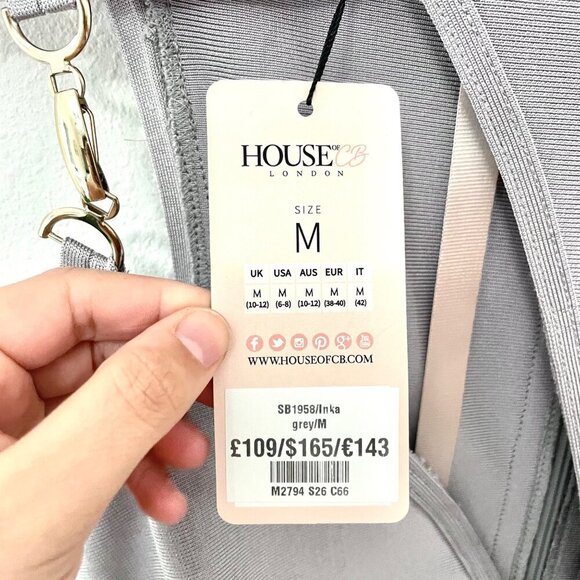 HOUSE OF CB
LONDON
SIZE
M
UK USA AUS EUR IT
M M M M M
(10-12) (6-8) (10-12) (38-40) (42)
WWW.HOUSEOFCB.COM
SB1958/Inka
grey/M
£109/$165/€143
M2794 S26 C66